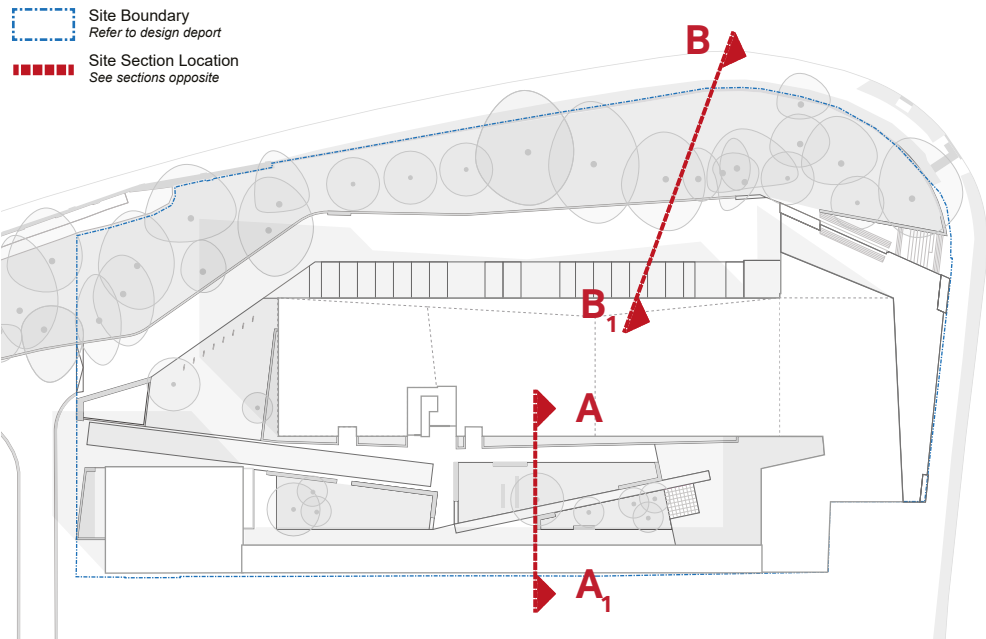 Site Boundary
Refer to design deport
Site Section Location
See sections opposite
B
B1
A
A1